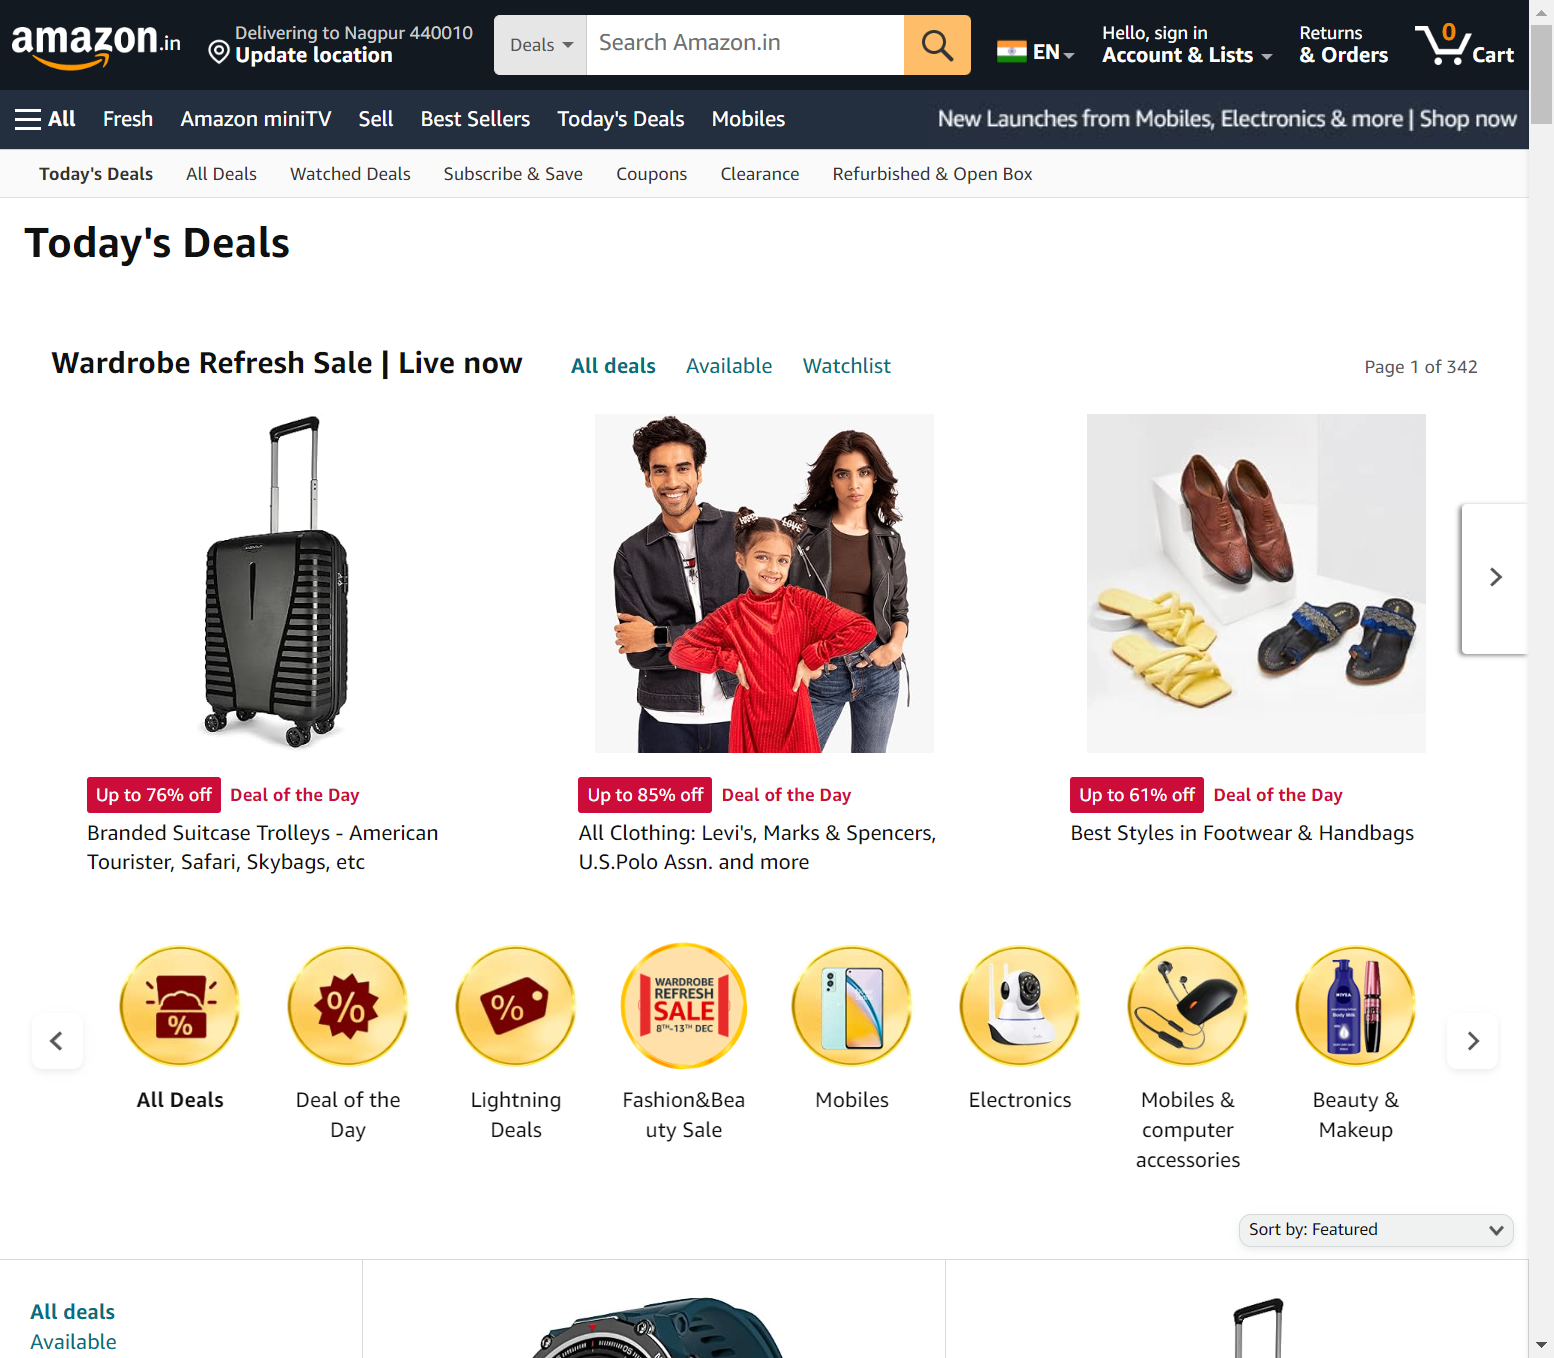 amazon.in
Delivering to Nagpur 440010
Update location
Deals
Search Amazon.in
EN
Hello, sign in
Account & Lists
Returns
& Orders
0
Cart
All
Fresh
Amazon miniTV
Sell
Best Sellers
Today's Deals
Mobiles
New Launches from Mobiles, Electronics & more | Shop now
Today's Deals
All Deals
Watched Deals
Subscribe & Save
Coupons
Clearance
Refurbished & Open Box
Today's Deals
Wardrobe Refresh Sale | Live now
All deals
Available
Watchlist
Page 1 of 342
LOVE
Up to 76% off
Deal of the Day
Branded Suitcase Trolleys - American
Tourister, Safari, Skybags, etc
Up to 85% off
Deal of the Day
All Clothing: Levi's, Marks & Spencers,
U.S.Polo Assn. and more
Up to 61% off
Deal of the Day
Best Styles in Footwear & Handbags
%
%
%
WARDROBE
REFRESH
SALE
8TH-13TH DEC
NIVEA
Body Milk
All Deals
Deal of the
Day
Lightning
Deals
Fashion&Bea
uty Sale
Mobiles
Electronics
Mobiles &
computer
accessories
Beauty &
Makeup
Sort by: Featured
All deals
Available